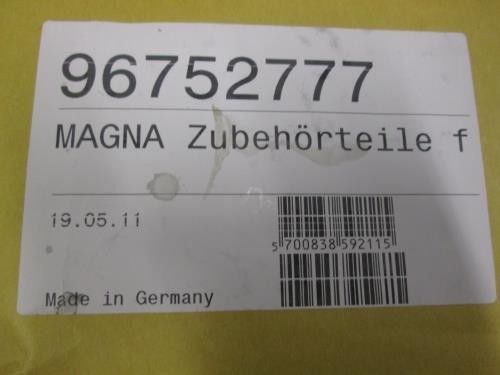 96752777
MAGNA Zubehörteile f
19.05.11
5 700838 592115
Made in Germany